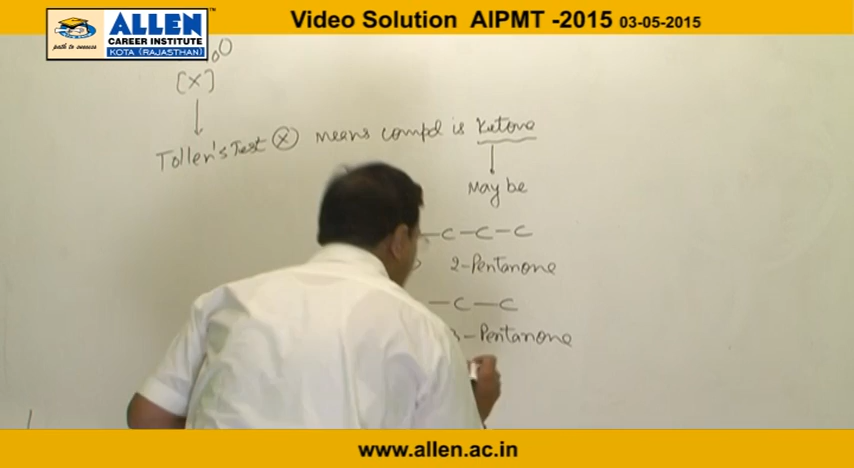 Video Solution AIPMT -2015 03-05-2015
path to success
ALLEN
CAREER INSTITUTE
KOTA (RAJASTHAN)
[X]
Tollen's Test ⓧ means compd is Ketone
May be
-C-C-C
2-Pentanone
-C-C
3-Pentanone
www.allen.ac.in